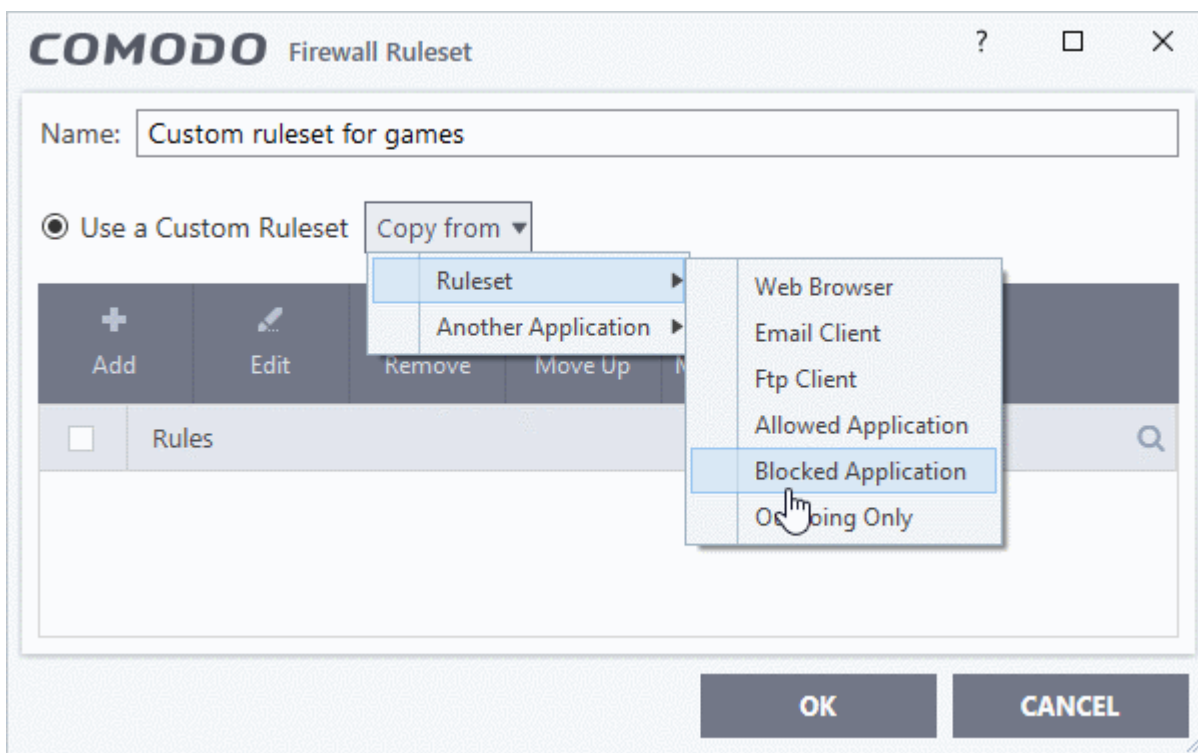 COMODO Firewall Ruleset ?
Name: Custom ruleset for games
Use a Custom Ruleset Copy from
Ruleset
Another Application
Web Browser
Email Client
Ftp Client
Allowed Application
Blocked Application
Add Edit Remove Move Up
Rules
OK CANCEL